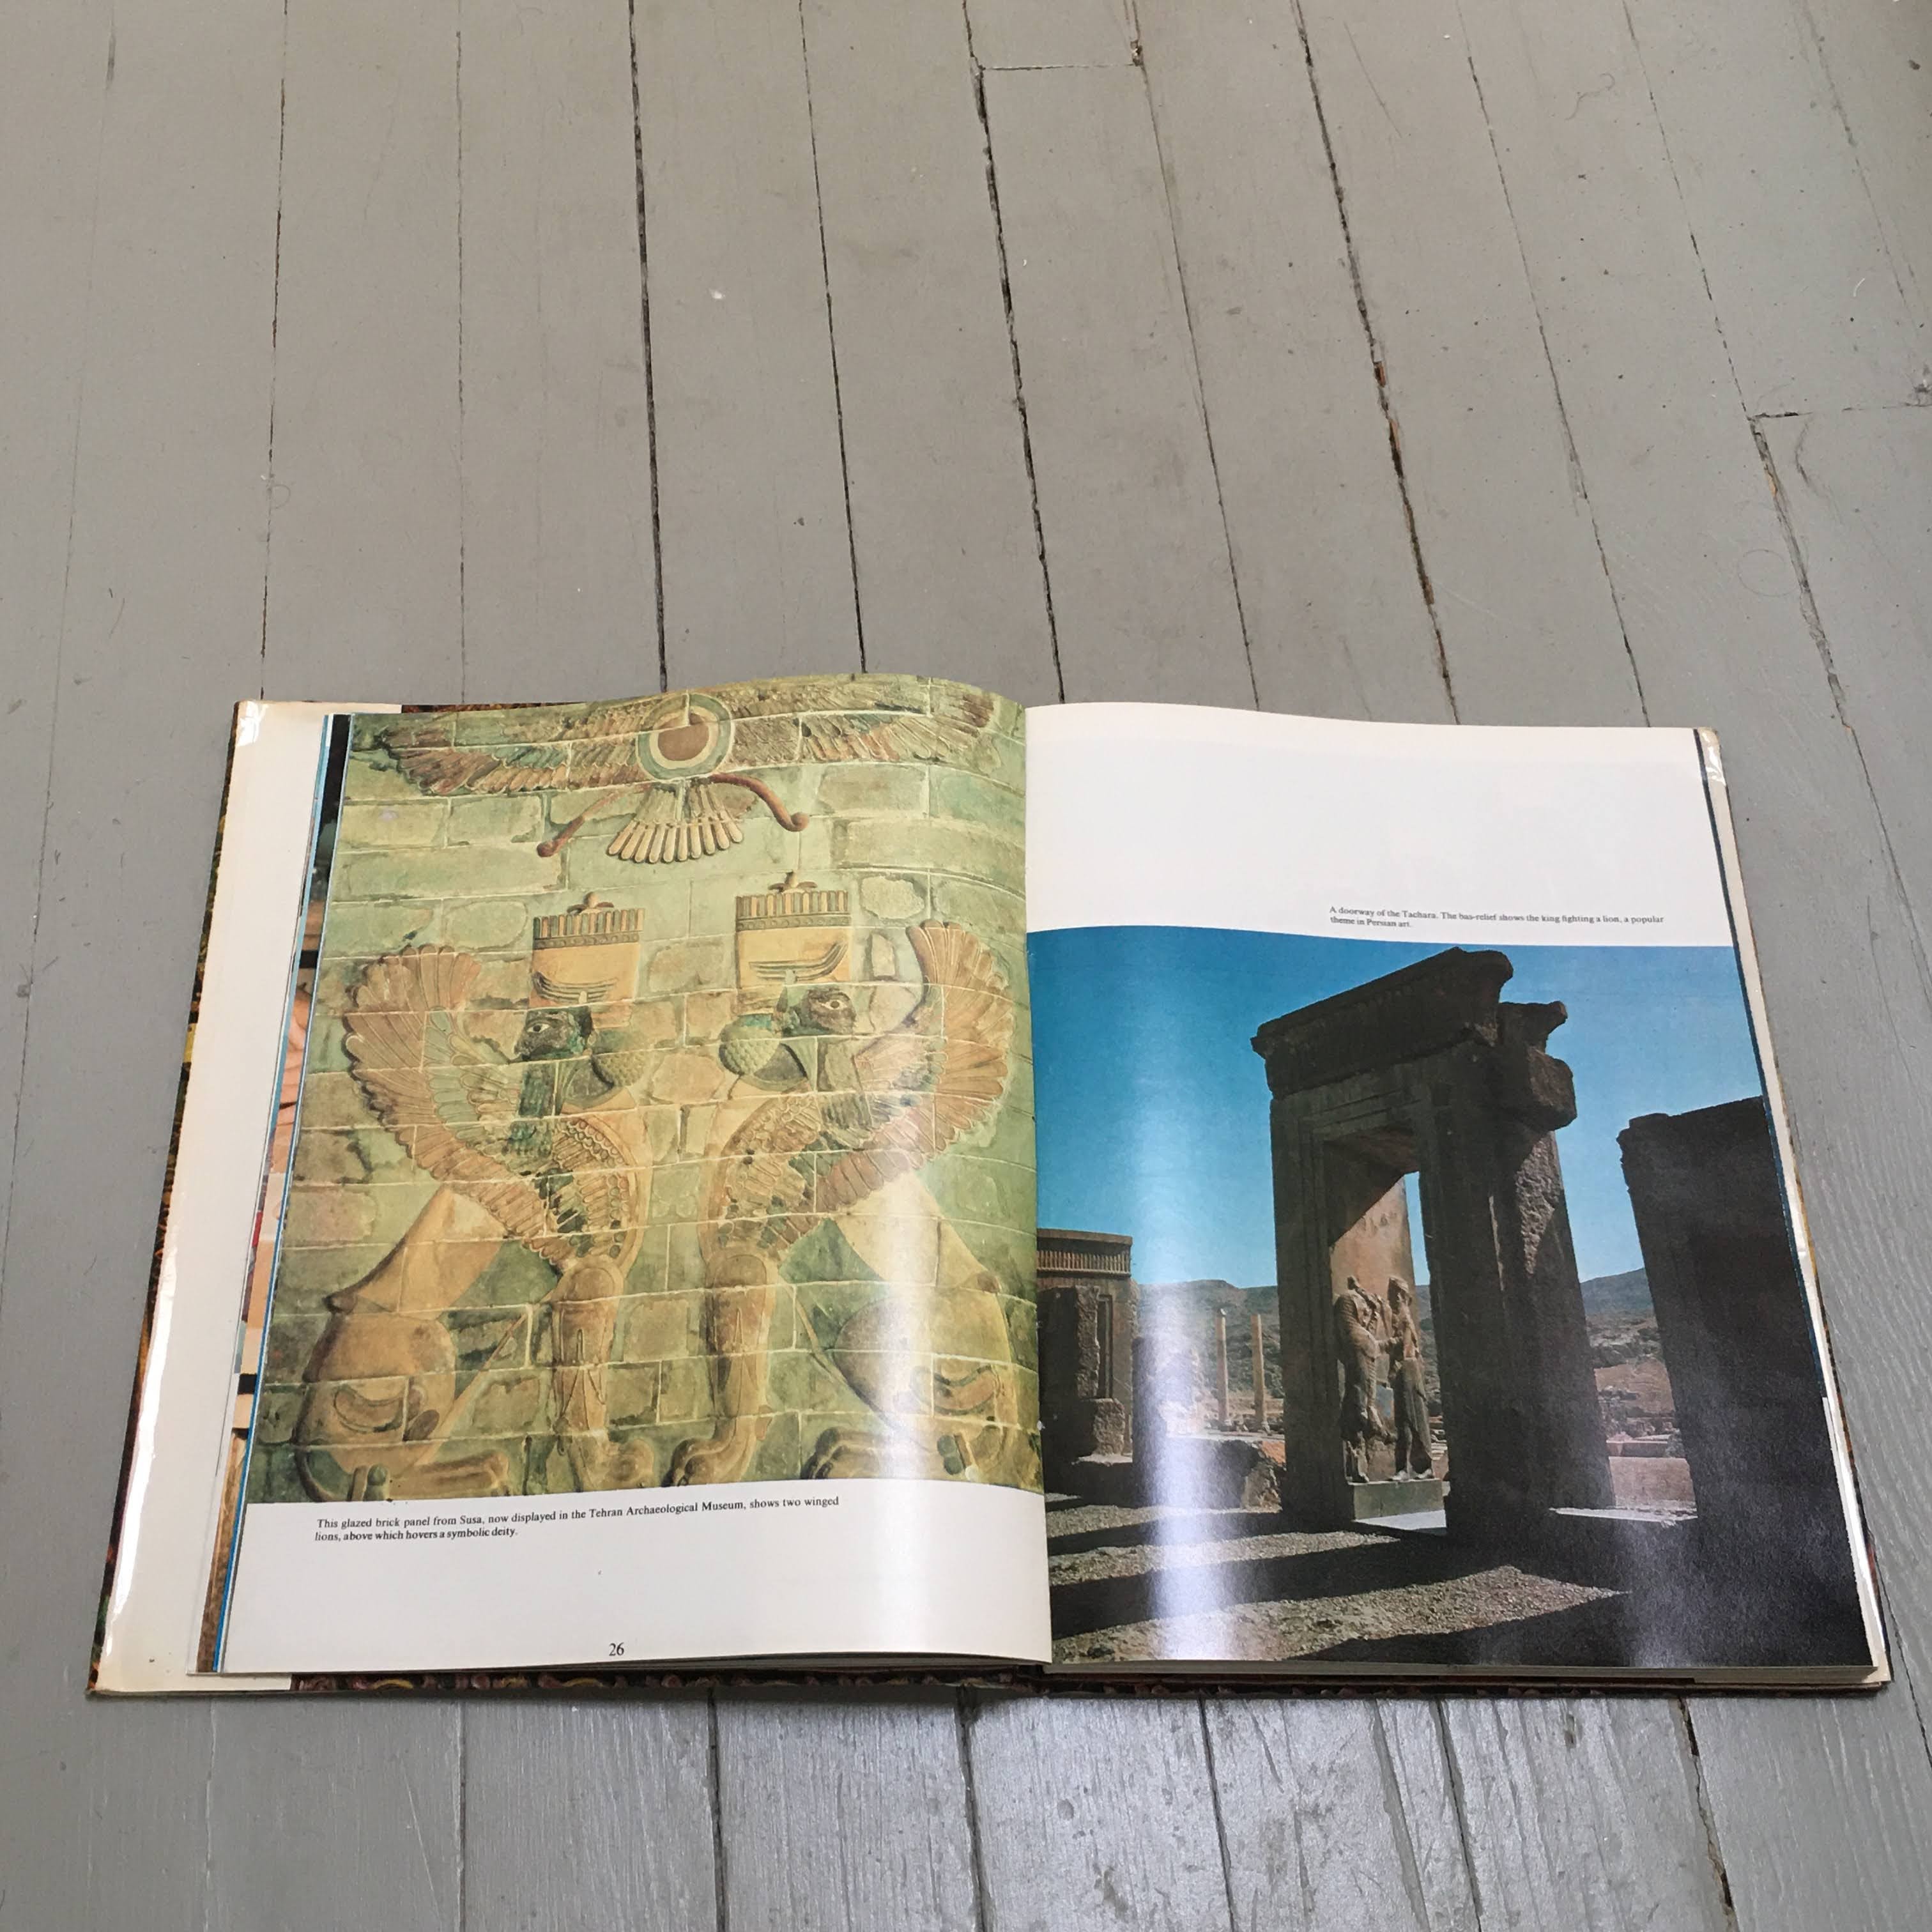 This glazed brick panel from Susa, now displayed in the Tehran Archaeological Museum, shows two winged
lions, above which hovers a symbolic deity.
26
A doorway of the Tachara. The bas-relief shows the king fighting a lion, a popular
theme in Persian art.